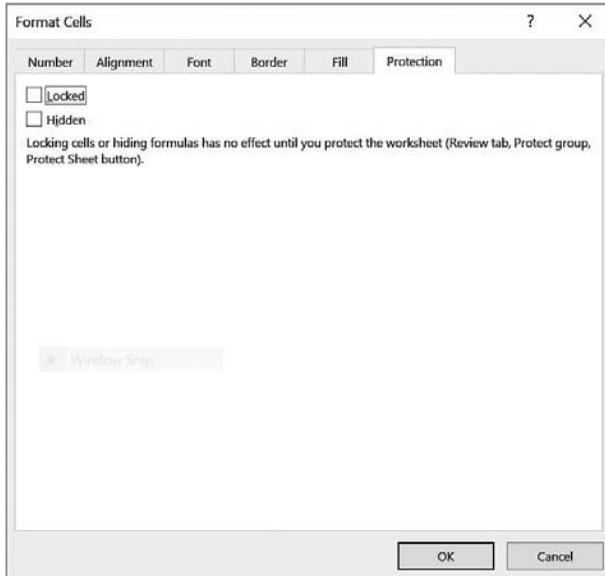 Format Cells ? ×
Number Alignment Font Border Fill Protection
Locked
Hidden
Locking cells or hiding formulas has no effect until you protect the worksheet (Review tab, Protect group,
Protect Sheet button).
Window Snip
OK Cancel